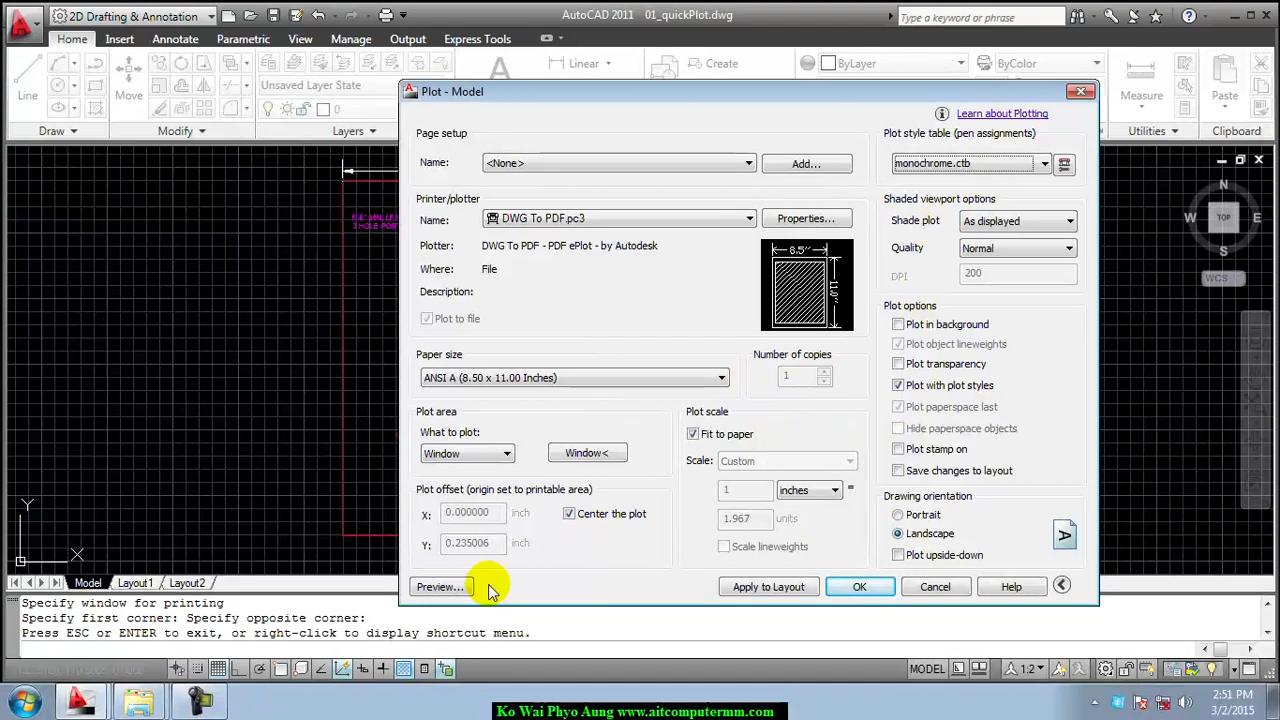 2D Drafting & Annotation
AutoCAD 2011 01_quickPlot.dwg
Type a keyword or phrase
Home Insert Annotate Parametric View Manage Output Express Tools
Line
Move
Unsaved Layer State
0
A
Linear
Create
ByLayer
ByColor
Measure
Paste
Draw
Modify
Layers
Utilities
Clipboard
Plot - Model
Learn about Plotting
Page setup
Name: <None> Add...
Printer/plotter
Name: DWG To PDF.pc3 Properties...
Plotter: DWG To PDF - PDF ePlot - by Autodesk
Where: File
Description:
Plot to file
8.5''
11.0''
Paper size
ANSI A (8.50 x 11.00 Inches)
Number of copies
1
Plot area
What to plot:
Window Window<
Plot offset (origin set to printable area)
X: 0.000000 inch Center the plot
Y: 0.235006 inch
Plot scale
Fit to paper
Scale: Custom
1 inches =
1.967 units
Scale lineweights
Plot style table (pen assignments)
monochrome.ctb
Shaded viewport options
Shade plot As displayed
Quality Normal
DPI 200
Plot options
Plot in background
Plot object lineweights
Plot transparency
Plot with plot styles
Plot paperspace last
Hide paperspace objects
Plot stamp on
Save changes to layout
Drawing orientation
Portrait
Landscape
Plot upside-down
A
Preview... Apply to Layout OK Cancel Help
N
W TOP E
S
WCS
Y
X
Model Layout1 Layout2
Specify window for printing
Specify first corner: Specify opposite corner:
Press ESC or ENTER to exit, or right-click to display shortcut menu.
MODEL
1:2
2:51 PM
3/2/2015
Ko Wai Phyo Aung www.aitcomputermm.com